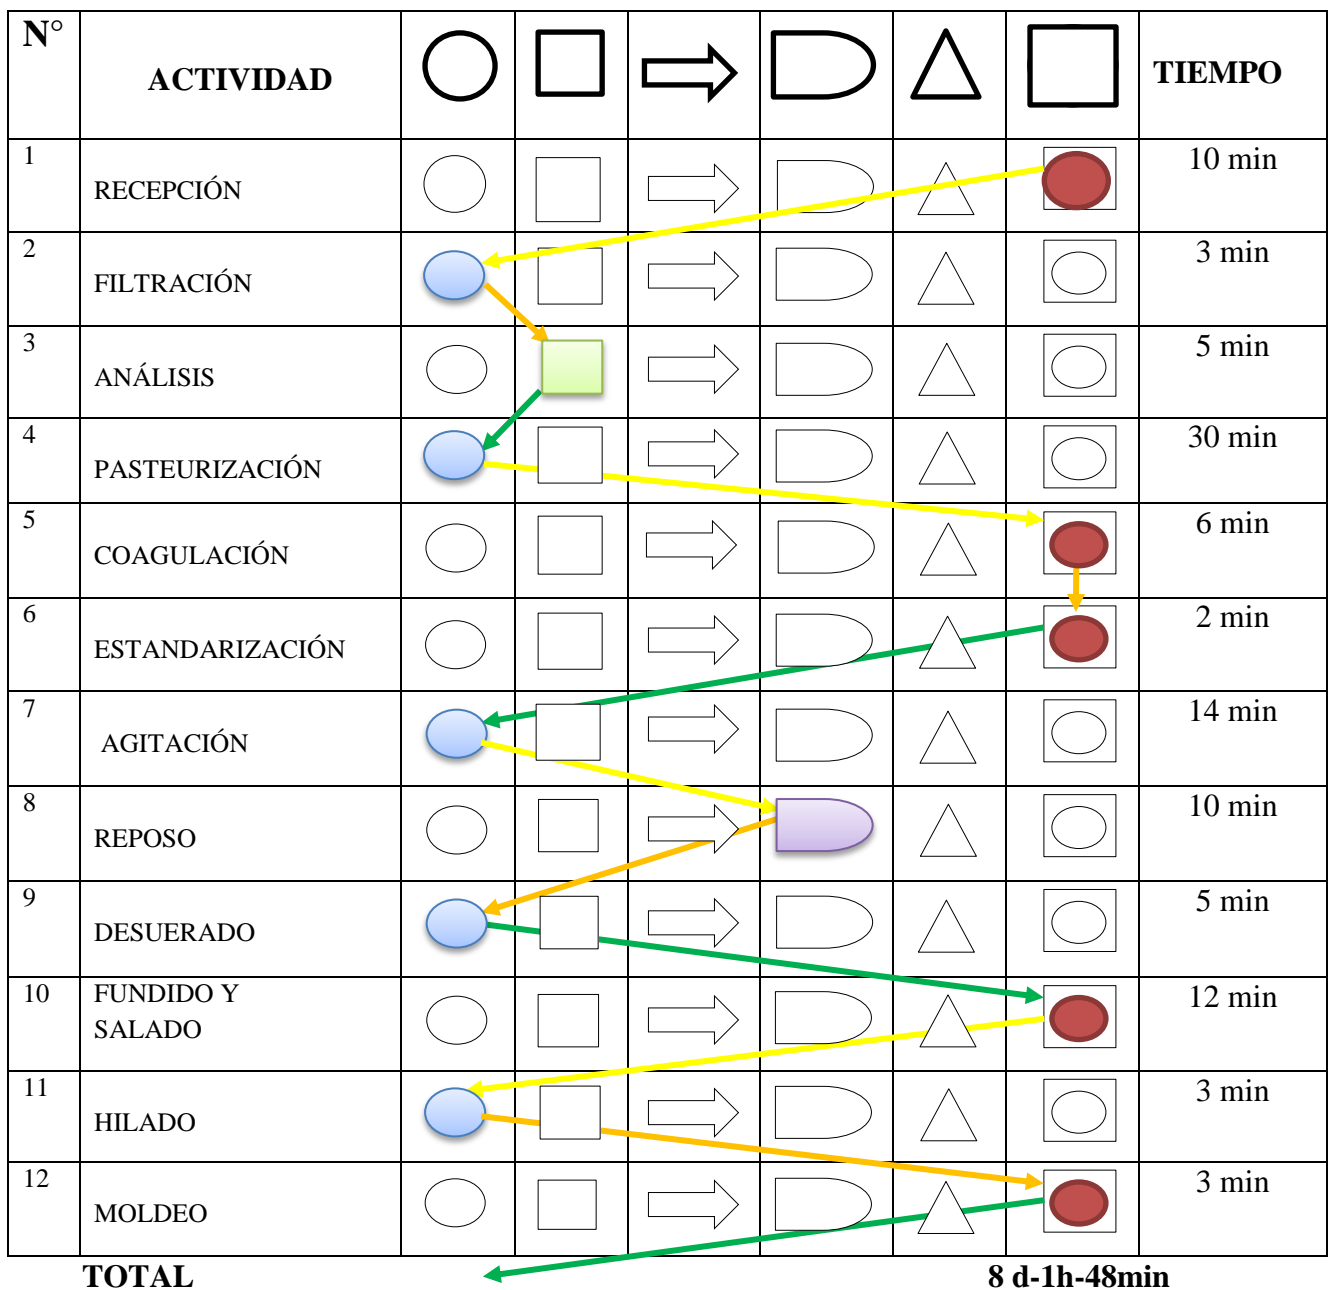 N° ACTIVIDAD TIEMPO
1 RECEPCIÓN 10 min
2 FILTRACIÓN 3 min
3 ANÁLISIS 5 min
4 PASTEURIZACIÓN 30 min
5 COAGULACIÓN 6 min
6 ESTANDARIZACIÓN 2 min
7 AGITACIÓN 14 min
8 REPOSO 10 min
9 DESUERADO 5 min
10 FUNDIDO Y 12 min
SALADO
11 HILADO 3 min
12 MOLDEO 3 min
TOTAL 8 d-1h-48min